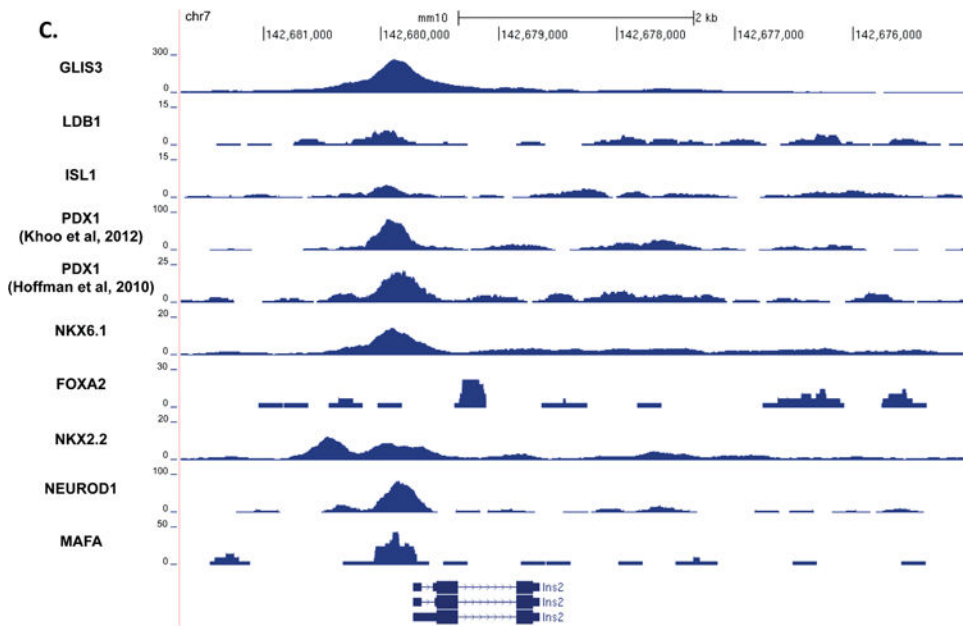 C.
chr7
mm10 2 kb
|142,681,000 |142,680,000 |142,679,000 |142,678,000 |142,677,000 |142,676,000
300
GLIS3
0
15
LDB1
0
15
ISL1
0
100
PDX1
(Khoo et al, 2012)
0
25
PDX1
(Hoffman et al, 2010)
0
20
NKX6.1
0
30
FOXA2
0
20
NKX2.2
0
100
NEUROD1
0
50
MAFA
0
Ins2
Ins2
Ins2